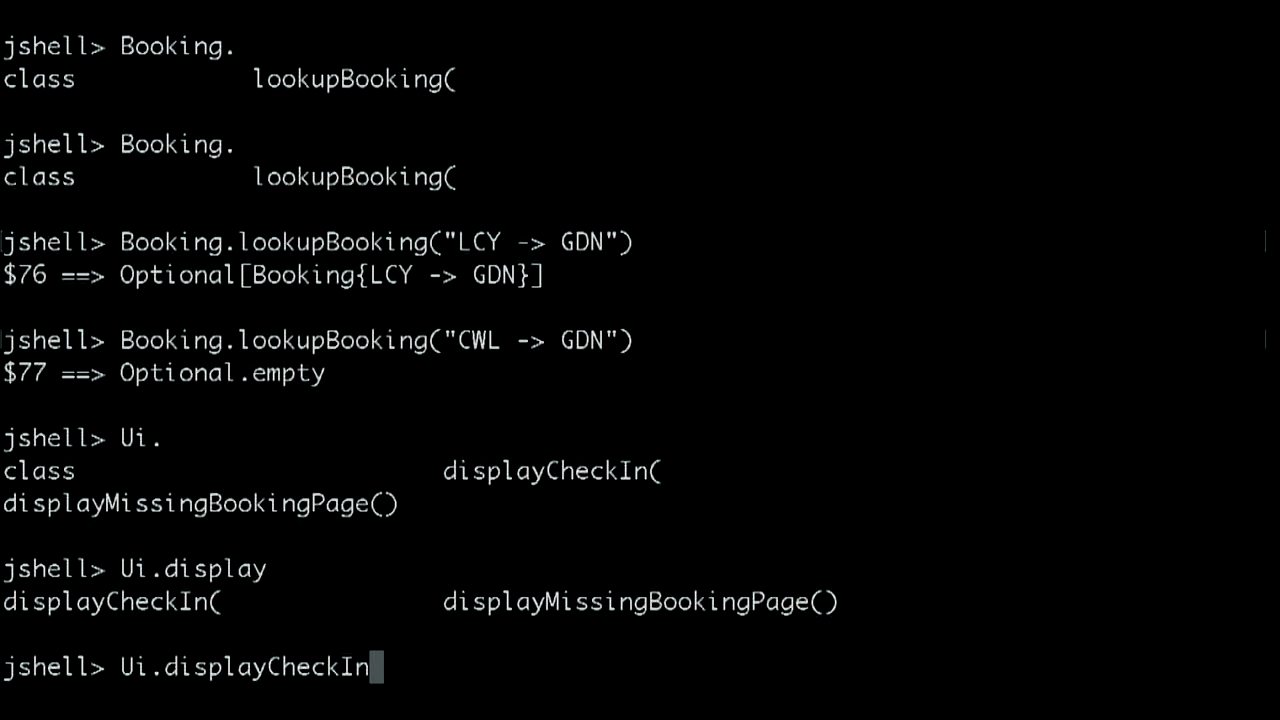 jshell> Booking.
class lookupBooking(
jshell> Booking.
class lookupBooking(
jshell> Booking.lookupBooking("LCY -> GDN")
$76 ==> Optional[Booking{LCY -> GDN}]
jshell> Booking.lookupBooking("CWL -> GDN")
$77 ==> Optional.empty
jshell> Ui.
class displayCheckIn(
displayMissingBookingPage()
jshell> Ui.display
displayCheckIn( displayMissingBookingPage()
jshell> Ui.displayCheckIn